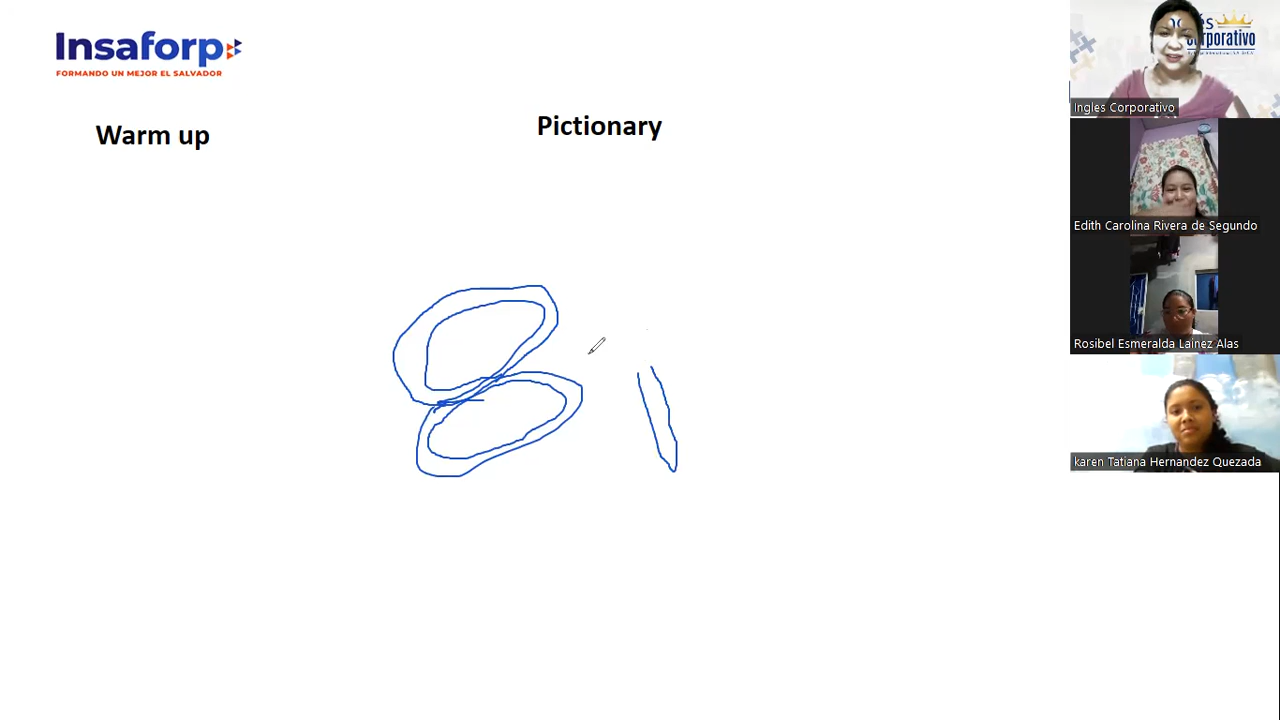 Insaforp
FORMANDO UN MEJOR EL SALVADOR
Warm up
Pictionary
Corporativo
Ingles Corporativo
Edith Carolina Rivera de Segundo
Rosibel Esmeralda Lainez Alas
karen Tatiana Hernandez Quezada